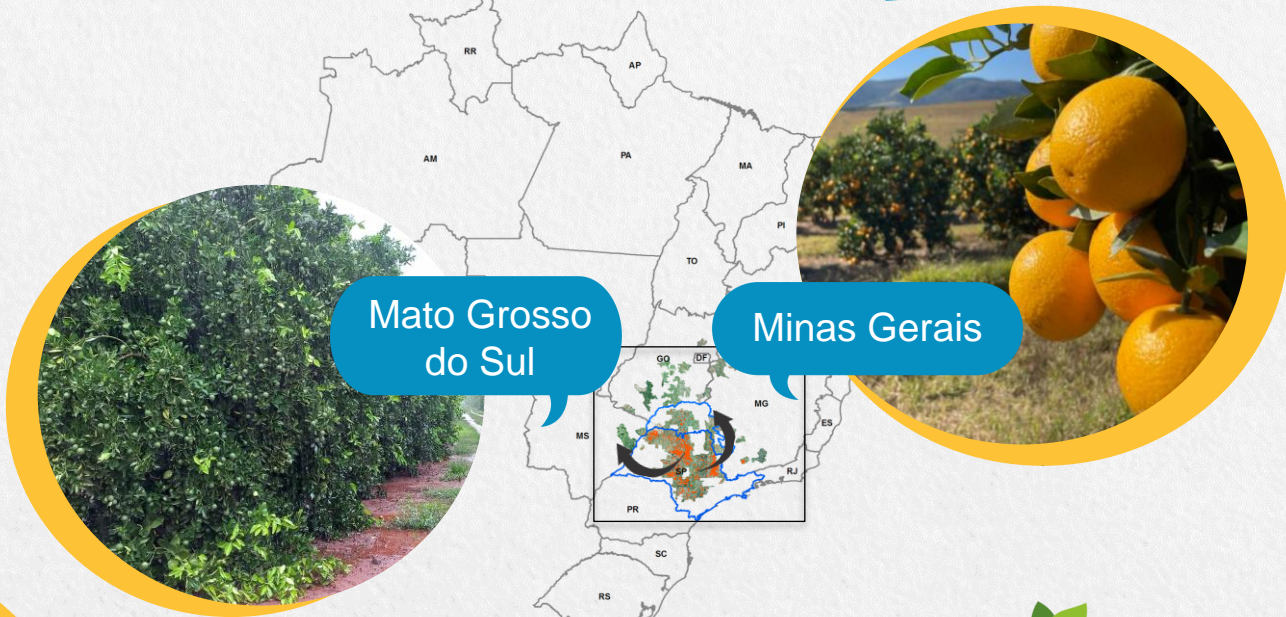 RR
AP
AM
PA
MA
PI
TO
Mato Grosso
do Sul
Minas Gerais
GO
DF
MG
MS
ES
SP
RJ
PR
SC
RS